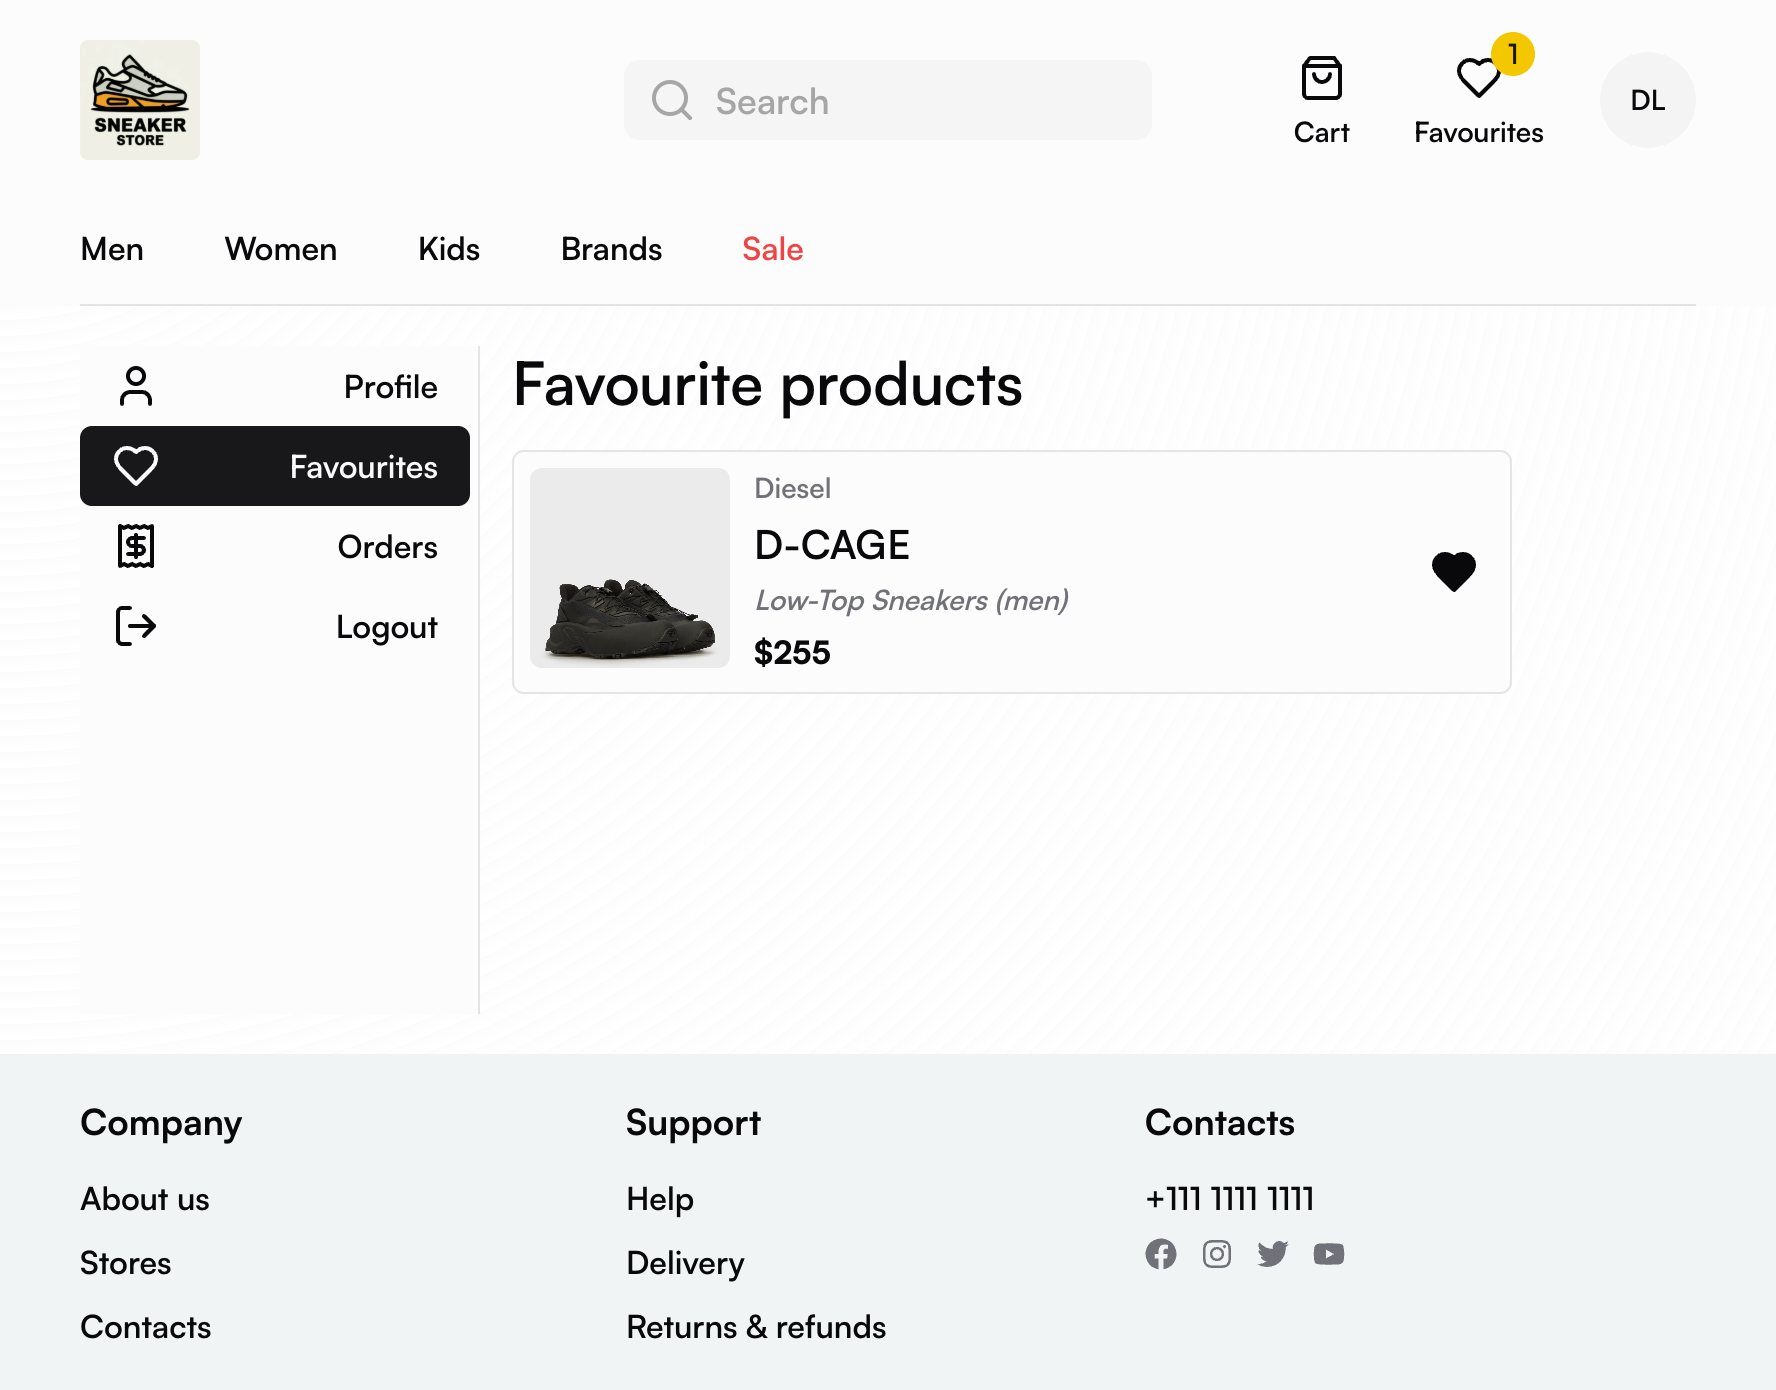 SNEAKER
STORE
Search
Cart
1
Favourites
DL
Men
Women
Kids
Brands
Sale
Profile
Favourites
Orders
Logout
Favourite products
Diesel
D-CAGE
Low-Top Sneakers (men)
$255
Company
About us
Stores
Contacts
Support
Help
Delivery
Returns & refunds
Contacts
+111 1111 1111